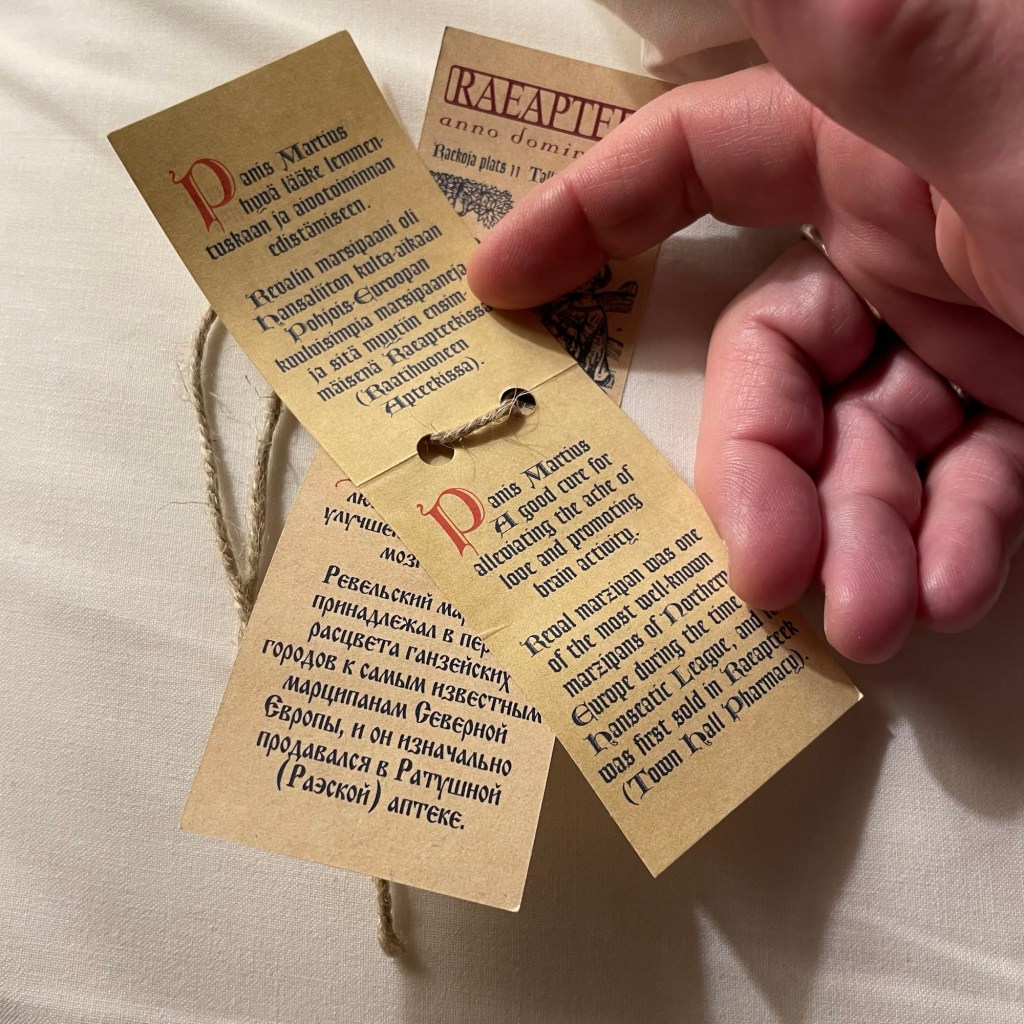 RAEAPTE
anno domin
Raekoja plats 11
Panis Martius
hyvä lääke lemmen-
tuskaan ja aivotoiminnan
edistämiseen.
Revalin marsipaani oli
Hansaliiton kulta-aikaan
Pohjois-Euroopan
kuuluisimpia marsipaaneja
ja sitä myytiin ensim
mäisenä Raeapteekissa
(Raatihuoneen
Apteekissa).
Panis Martius
A good cure for
alleviating the ache of
love and promoting
brain activity.
Reval marzipan was one
of the most well-known
marzipans of Northern
Europe during the time
Hanseatic League, and
was first sold in Raeapteek
(Town Hall Pharmacy).
улучше
мозг
Ревельский мар
принадлежал в пер
расцвета ганзейских
городов к самым известным
марципанам Северной
Европы, и он изначально
продавался в Ратушной
(Раэской) аптеке.